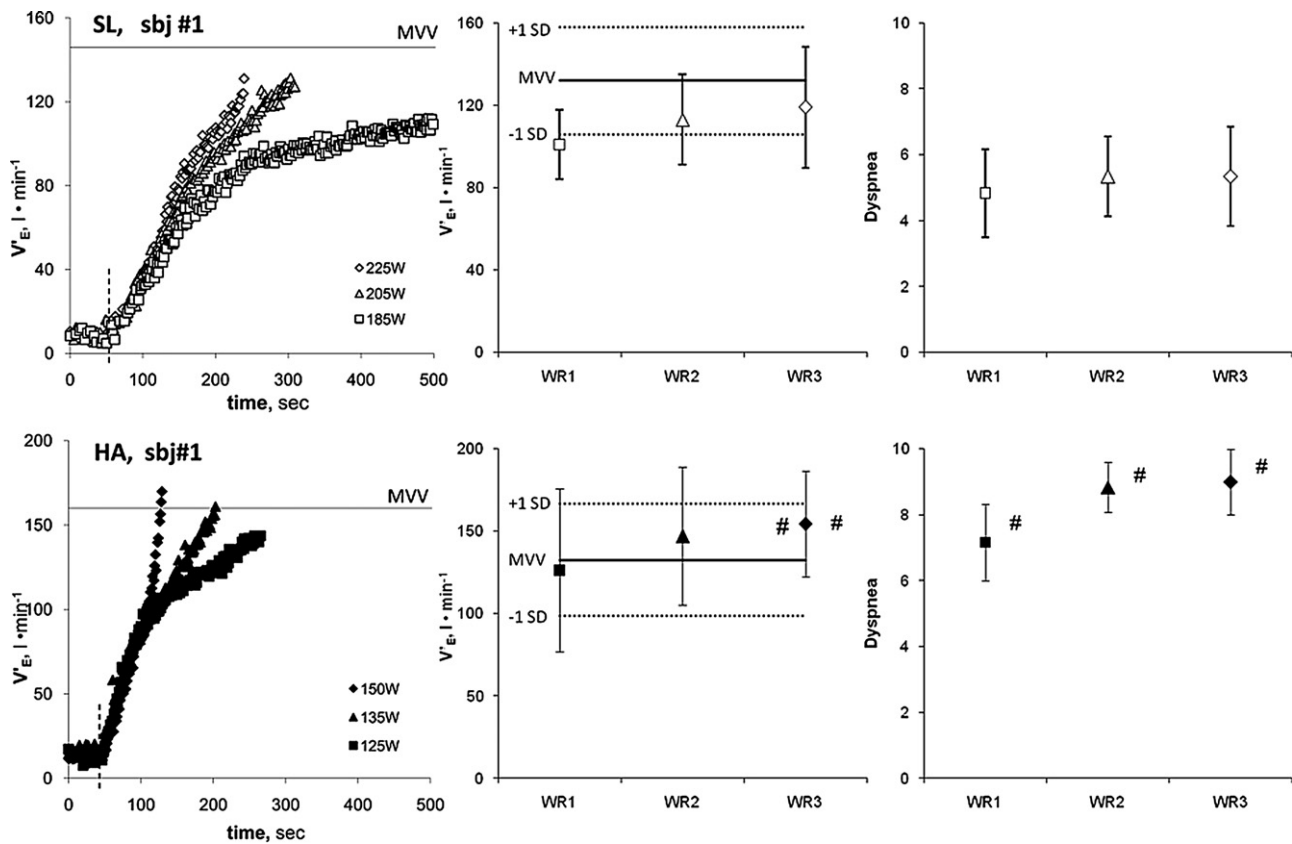 SL, sbj #1
MVV
160
120
80
40
0
V'E, l • min-1
225W
205W
185W
0 100 200 300 400 500
time, sec
160
120
80
40
0
V'E, l • min-1
+1 SD
MVV
-1 SD
WR1 WR2 WR3
10
8
6
4
2
0
Dyspnea
WR1 WR2 WR3
HA, sbj#1
MVV
200
150
100
50
0
V'E, l •min-1
150W
135W
125W
0 100 200 300 400 500
time, sec
200
150
100
50
0
V'E, l • min-1
+1 SD
MVV
-1 SD
# #
WR1 WR2 WR3
10
8
6
4
2
0
Dyspnea
# # #
WR1 WR2 WR3